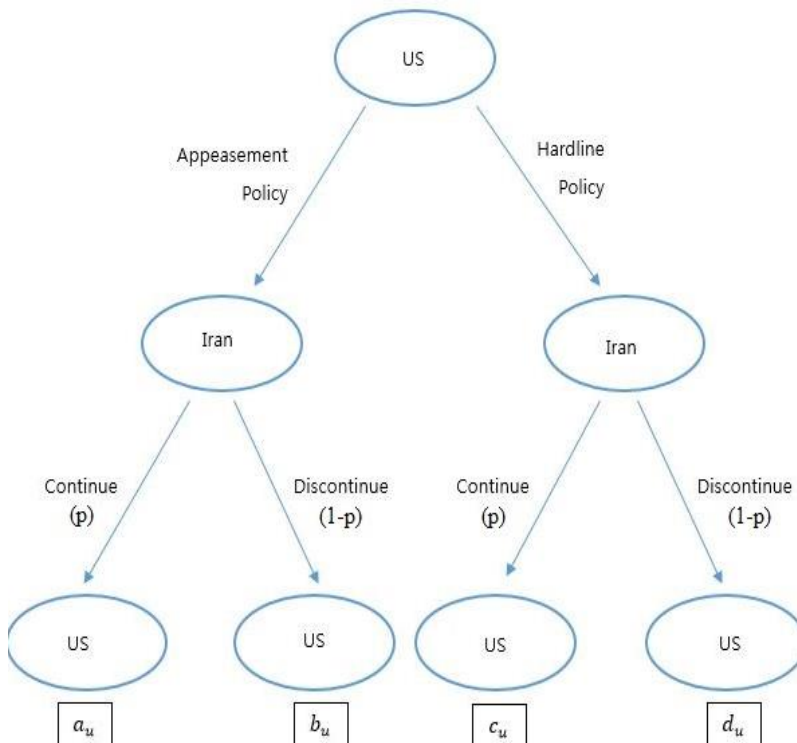 US
Appeasement
Policy
Hardline
Policy
Iran
Iran
Continue
(p)
Discontinue
(1-p)
Continue
(p)
Discontinue
(1-p)
US
US
US
US
a_u
b_u
c_u
d_u